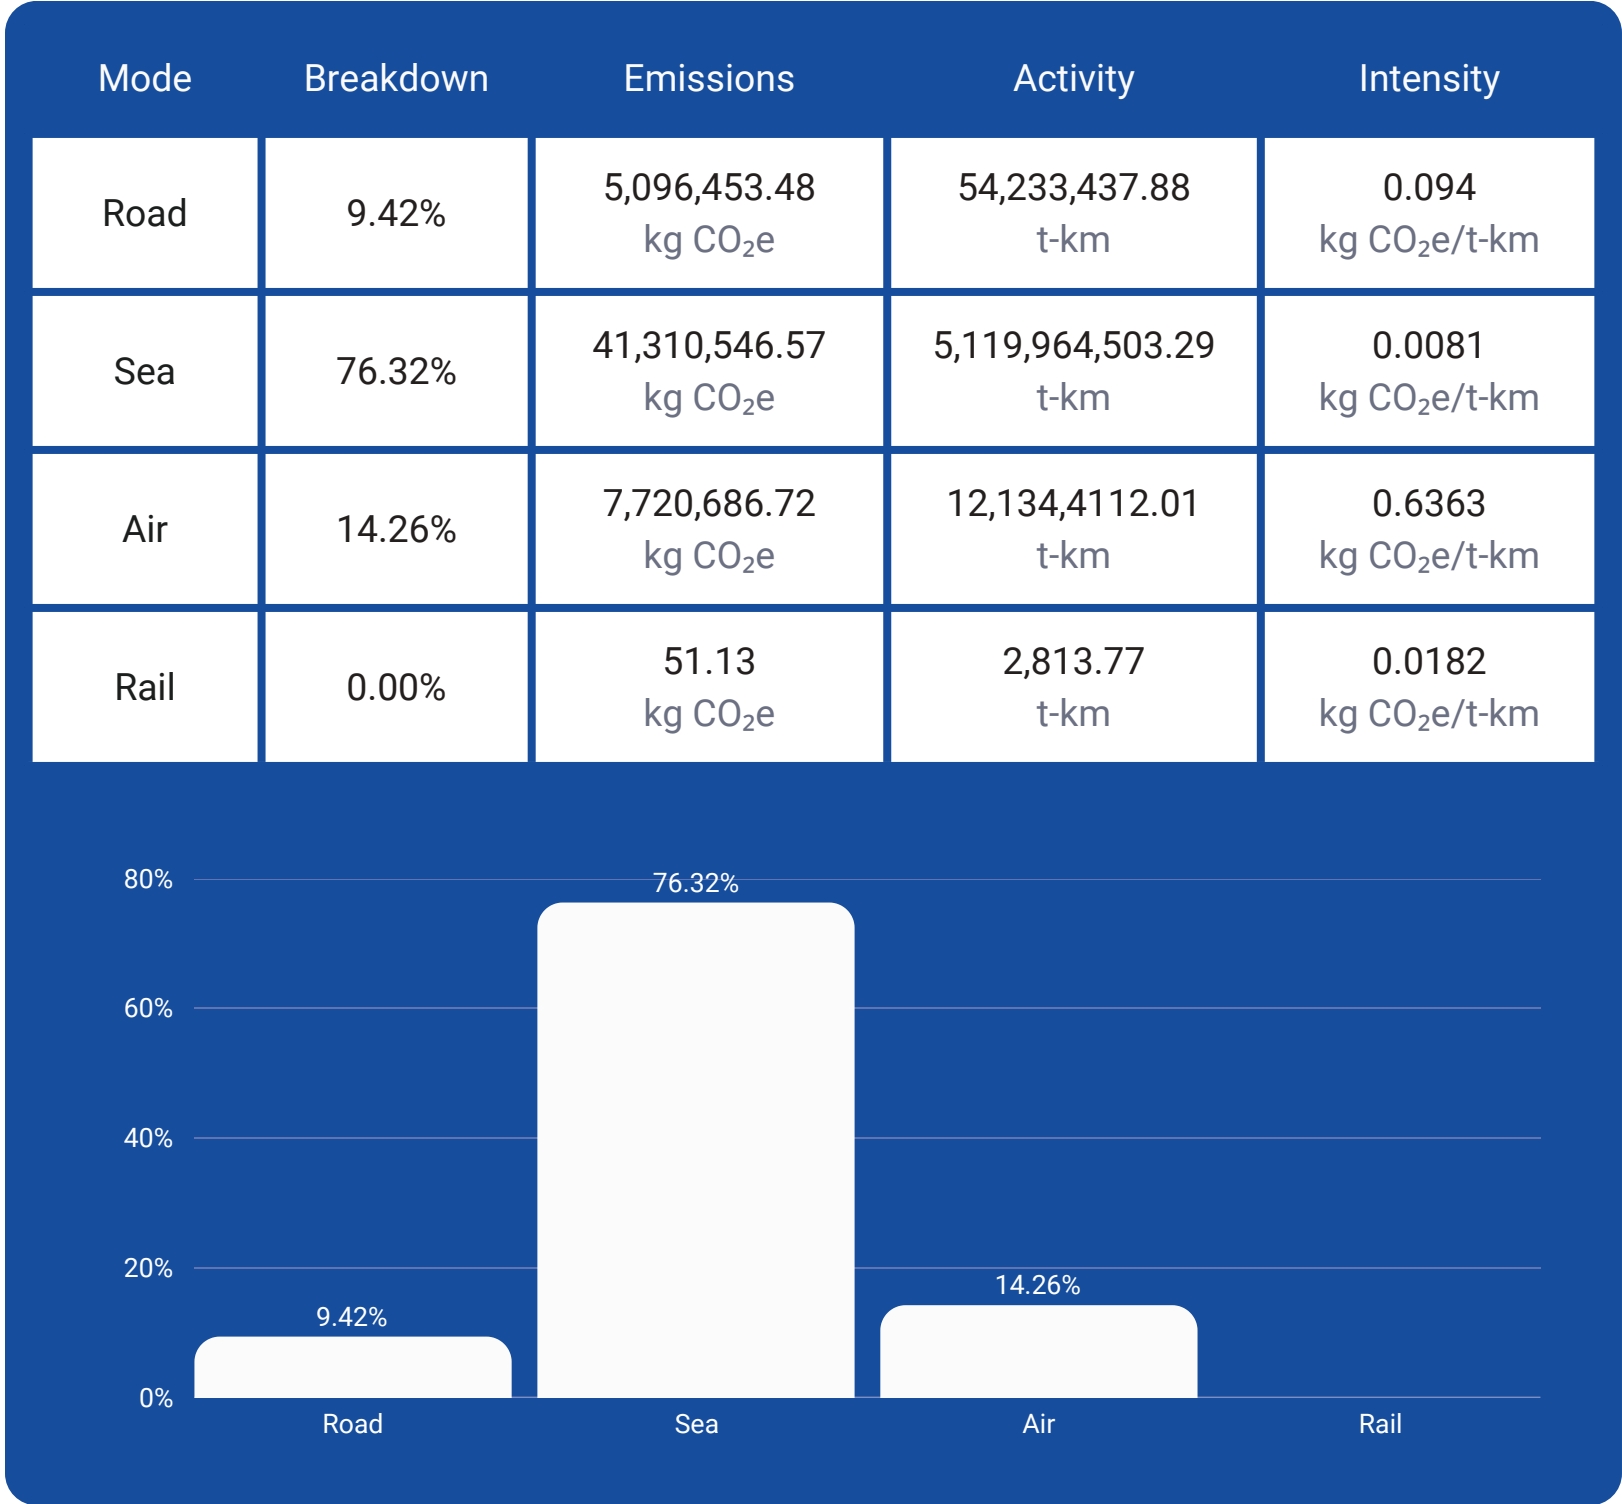 Mode Breakdown Emissions Activity Intensity
Road 9.42% 5,096,453.48 kg CO₂e 54,233,437.88 t-km 0.094 kg CO₂e/t-km
Sea 76.32% 41,310,546.57 kg CO₂e 5,119,964,503.29 t-km 0.0081 kg CO₂e/t-km
Air 14.26% 7,720,686.72 kg CO₂e 12,134,4112.01 t-km 0.6363 kg CO₂e/t-km
Rail 0.00% 51.13 kg CO₂e 2,813.77 t-km 0.0182 kg CO₂e/t-km
80%
76.32%
60%
40%
20%
14.26%
9.42%
0%
Road Sea Air Rail